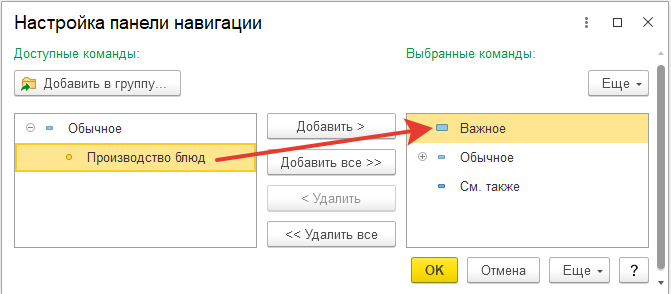 Настройка панели навигации
Доступные команды:
Выбранные команды:
Добавить в группу...
Еще
Обычное
Производство блюд
Добавить >
Добавить все >>
< Удалить
<< Удалить все
Важное
Обычное
См. также
OK
Отмена
Еще
?